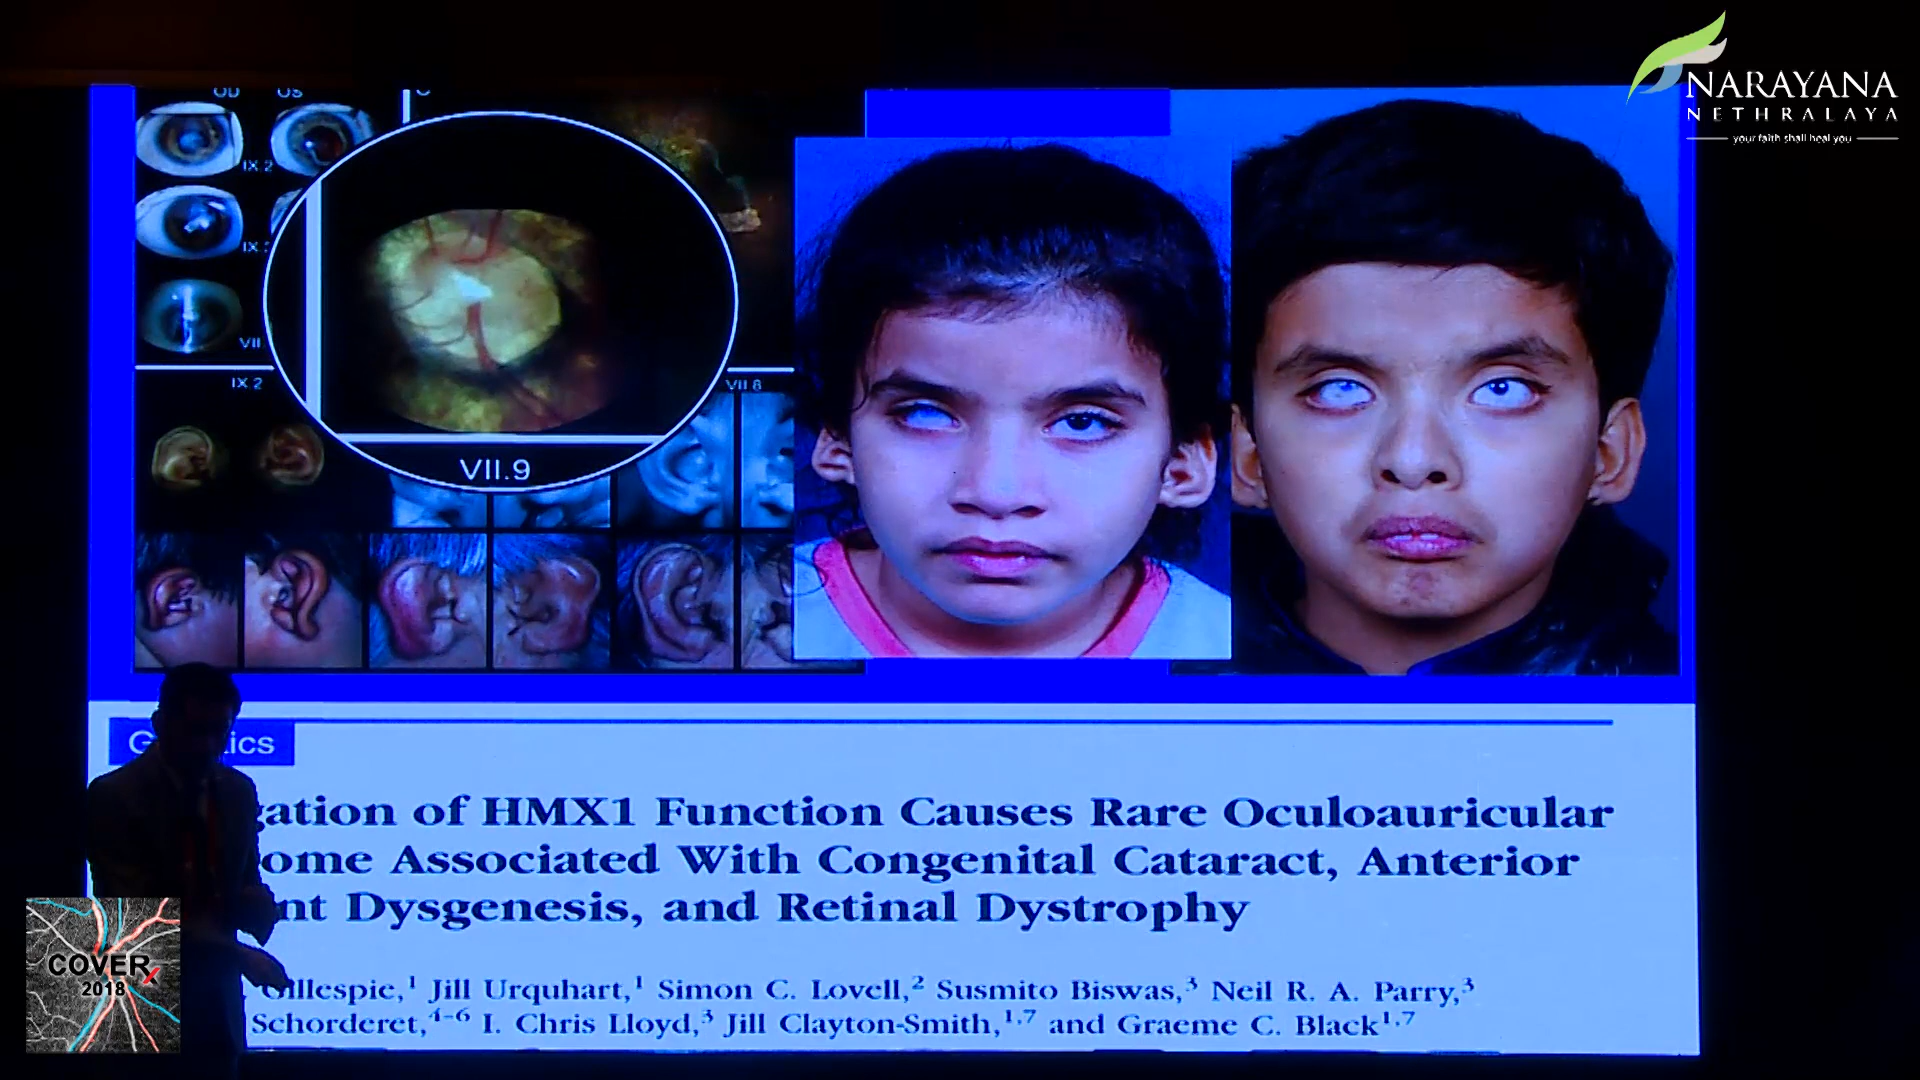 NARAYANA
NETHRALAYA
your faith shall heal you
OD OS
IX 2
VII
IX 2
VII 8
VII.9
gation of HMX1 Function Causes Rare Oculoauricular
ome Associated With Congenital Cataract, Anterior
nt Dysgenesis, and Retinal Dystrophy
Gillespie,¹ Jill Urquhart,¹ Simon C. Lovell,² Susmito Biswas,³ Neil R. A. Parry,³
Schorderet,⁴⁻⁶ I. Chris Lloyd,³ Jill Clayton-Smith,¹,⁷ and Graeme C. Black¹,⁷
COVERx
2018